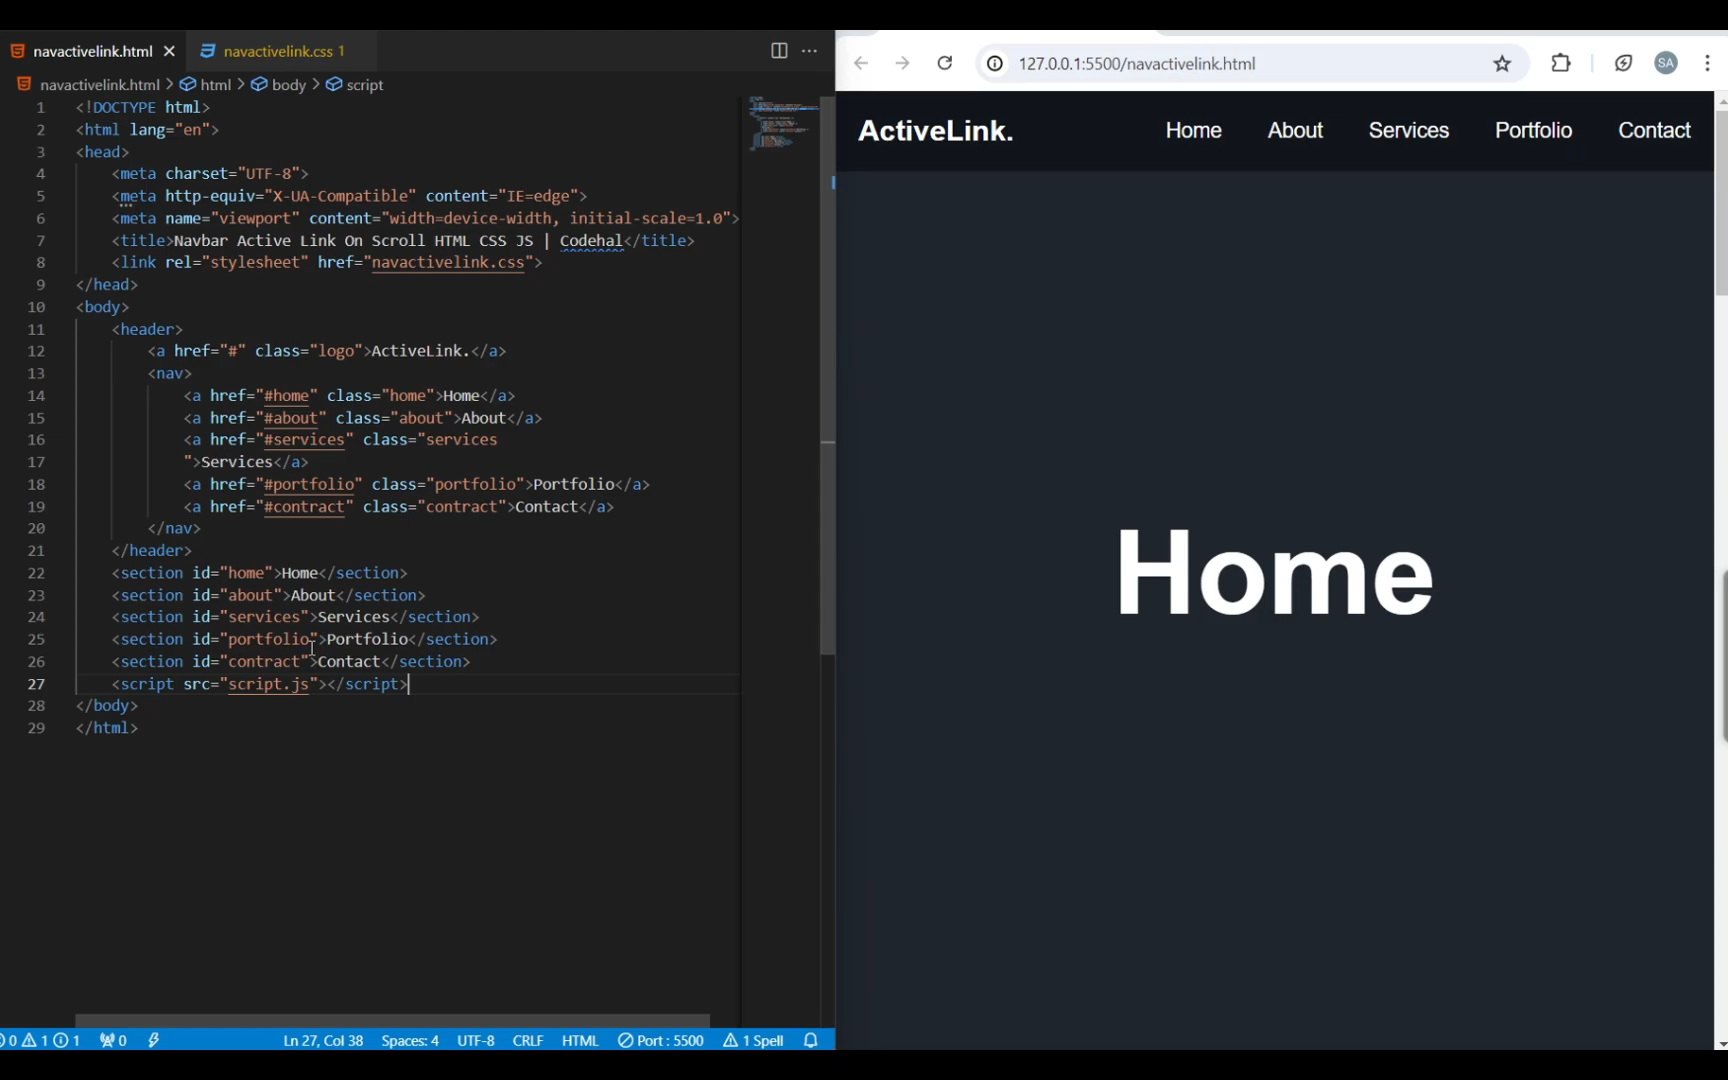 navactivelink.html
navactivelink.css 1
navactivelink.html > html > body > script
1 <!DOCTYPE html>
2 <html lang="en">
3 <head>
4 <meta charset="UTF-8">
5 <meta http-equiv="X-UA-Compatible" content="IE=edge">
6 <meta name="viewport" content="width=device-width, initial-scale=1.0">
7 <title>Navbar Active Link On Scroll HTML CSS JS | Codehal</title>
8 <link rel="stylesheet" href="navactivelink.css">
9 </head>
10 <body>
11 <header>
12 <a href="#" class="logo">ActiveLink.</a>
13 <nav>
14 <a href="#home" class="home">Home</a>
15 <a href="#about" class="about">About</a>
16 <a href="#services" class="services
17 ">Services</a>
18 <a href="#portfolio" class="portfolio">Portfolio</a>
19 <a href="#contract" class="contract">Contact</a>
20 </nav>
21 </header>
22 <section id="home">Home</section>
23 <section id="about">About</section>
24 <section id="services">Services</section>
25 <section id="portfolio">Portfolio</section>
26 <section id="contract">Contact</section>
27 <script src="script.js"></script>
28 </body>
29 </html>
0 1 1 0 Ln 27, Col 38 Spaces: 4 UTF-8 CRLF HTML Port : 5500 1 Spell
127.0.0.1:5500/navactivelink.html
SA
ActiveLink. Home About Services Portfolio Contact
Home